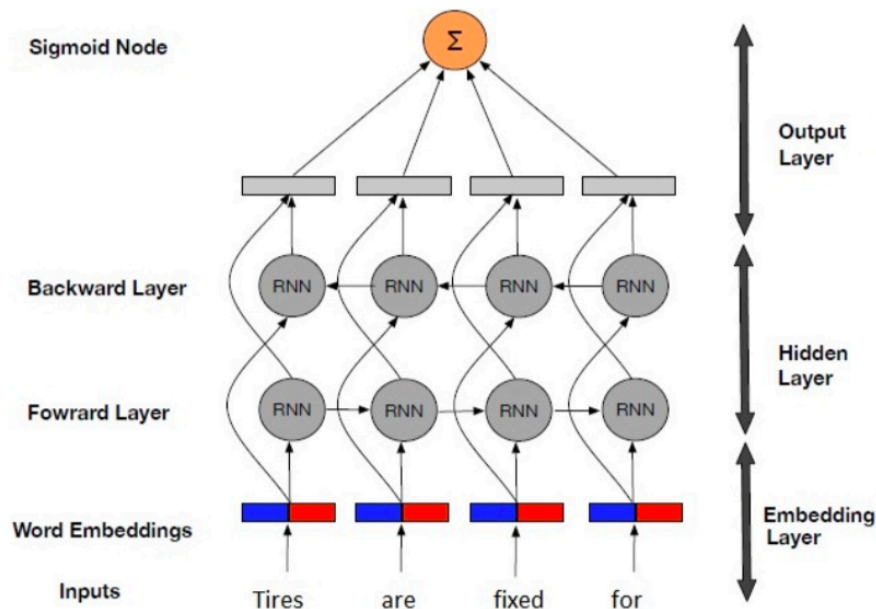 Sigmoid Node
Σ
Output
Layer
Backward Layer
RNN RNN RNN RNN
Hidden
Layer
Fowrard Layer
RNN RNN RNN RNN
Word Embeddings
Embedding
Layer
Inputs
Tires are fixed for